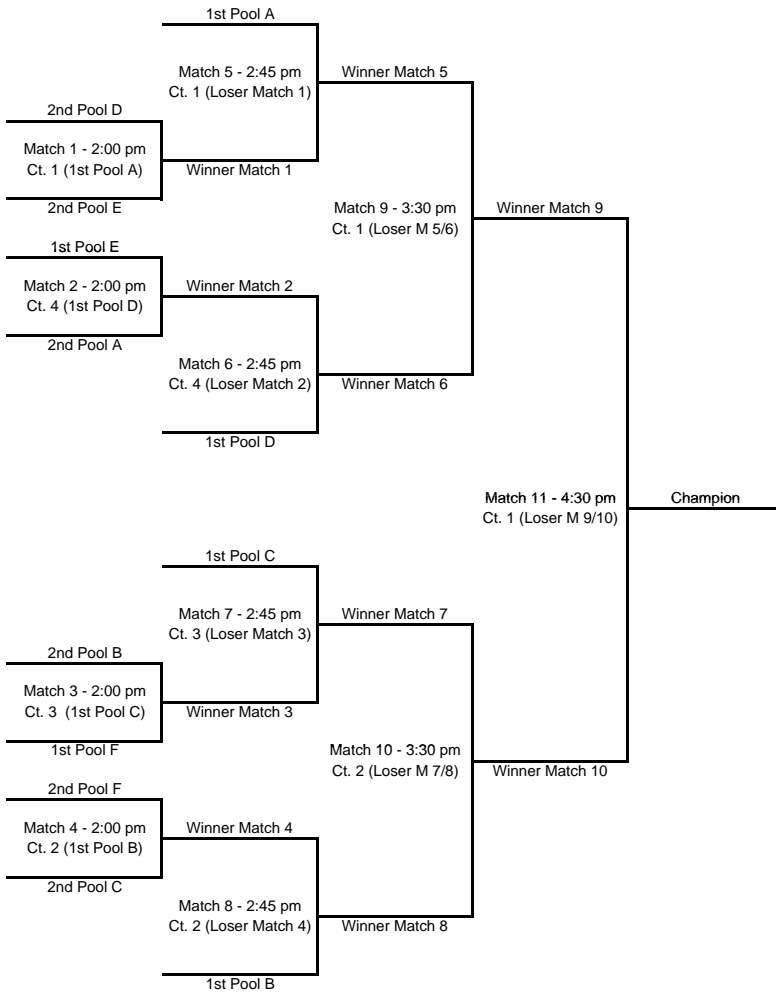 1st Pool A
Match 5 - 2:45 pm
Ct. 1 (Loser Match 1)
Winner Match 5
2nd Pool D
Match 1 - 2:00 pm
Ct. 1 (1st Pool A)
Winner Match 1
2nd Pool E
Match 9 - 3:30 pm
Ct. 1 (Loser M 5/6)
Winner Match 9
1st Pool E
Match 2 - 2:00 pm
Ct. 4 (1st Pool D)
Winner Match 2
2nd Pool A
Match 6 - 2:45 pm
Ct. 4 (Loser Match 2)
Winner Match 6
1st Pool D
Match 11 - 4:30 pm
Ct. 1 (Loser M 9/10)
Champion
1st Pool C
Match 7 - 2:45 pm
Ct. 3 (Loser Match 3)
Winner Match 7
2nd Pool B
Match 3 - 2:00 pm
Ct. 3  (1st Pool C)
Winner Match 3
1st Pool F
Match 10 - 3:30 pm
Ct. 2 (Loser M 7/8)
Winner Match 10
2nd Pool F
Match 4 - 2:00 pm
Ct. 2 (1st Pool B)
Winner Match 4
2nd Pool C
Match 8 - 2:45 pm
Ct. 2 (Loser Match 4)
Winner Match 8
1st Pool B